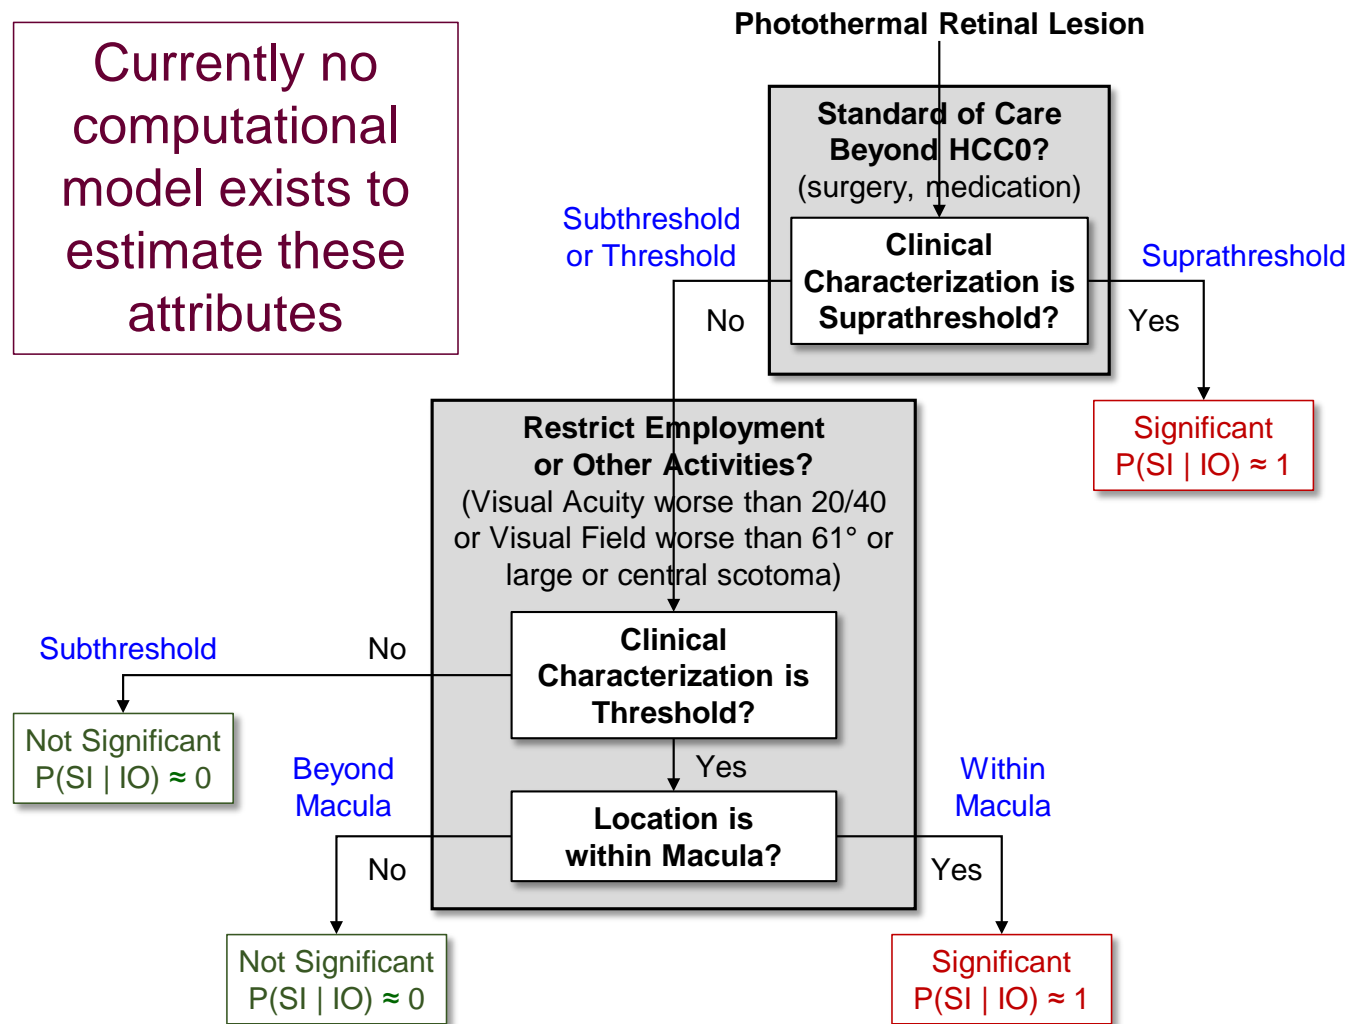 Currently no
computational
model exists to
estimate these
attributes
Photothermal Retinal Lesion
Standard of Care
Beyond HCC0?
(surgery, medication)
Subthreshold
or Threshold
Clinical
Characterization is
Suprathreshold?
Suprathreshold
No
Yes
Significant
P(SI | IO) ≈ 1
Restrict Employment
or Other Activities?
(Visual Acuity worse than 20/40
or Visual Field worse than 61° or
large or central scotoma)
Subthreshold
No
Clinical
Characterization is
Threshold?
Not Significant
P(SI | IO) ≈ 0
Yes
Beyond
Macula
Within
Macula
Location is
within Macula?
No
Yes
Not Significant
P(SI | IO) ≈ 0
Significant
P(SI | IO) ≈ 1